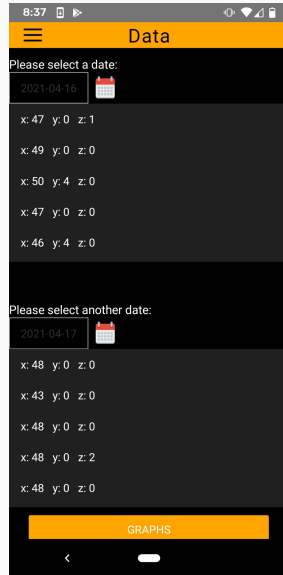 8:37
Data
Please select a date:
2021-04-16
x: 47 y: 0 z: 1
x: 49 y: 0 z: 0
x: 50 y: 4 z: 0
x: 47 y: 0 z: 0
x: 46 y: 4 z: 0
Please select another date:
2021-04-17
x: 48 y: 0 z: 0
x: 43 y: 0 z: 0
x: 48 y: 0 z: 0
x: 48 y: 0 z: 2
x: 48 y: 0 z: 0
GRAPHS